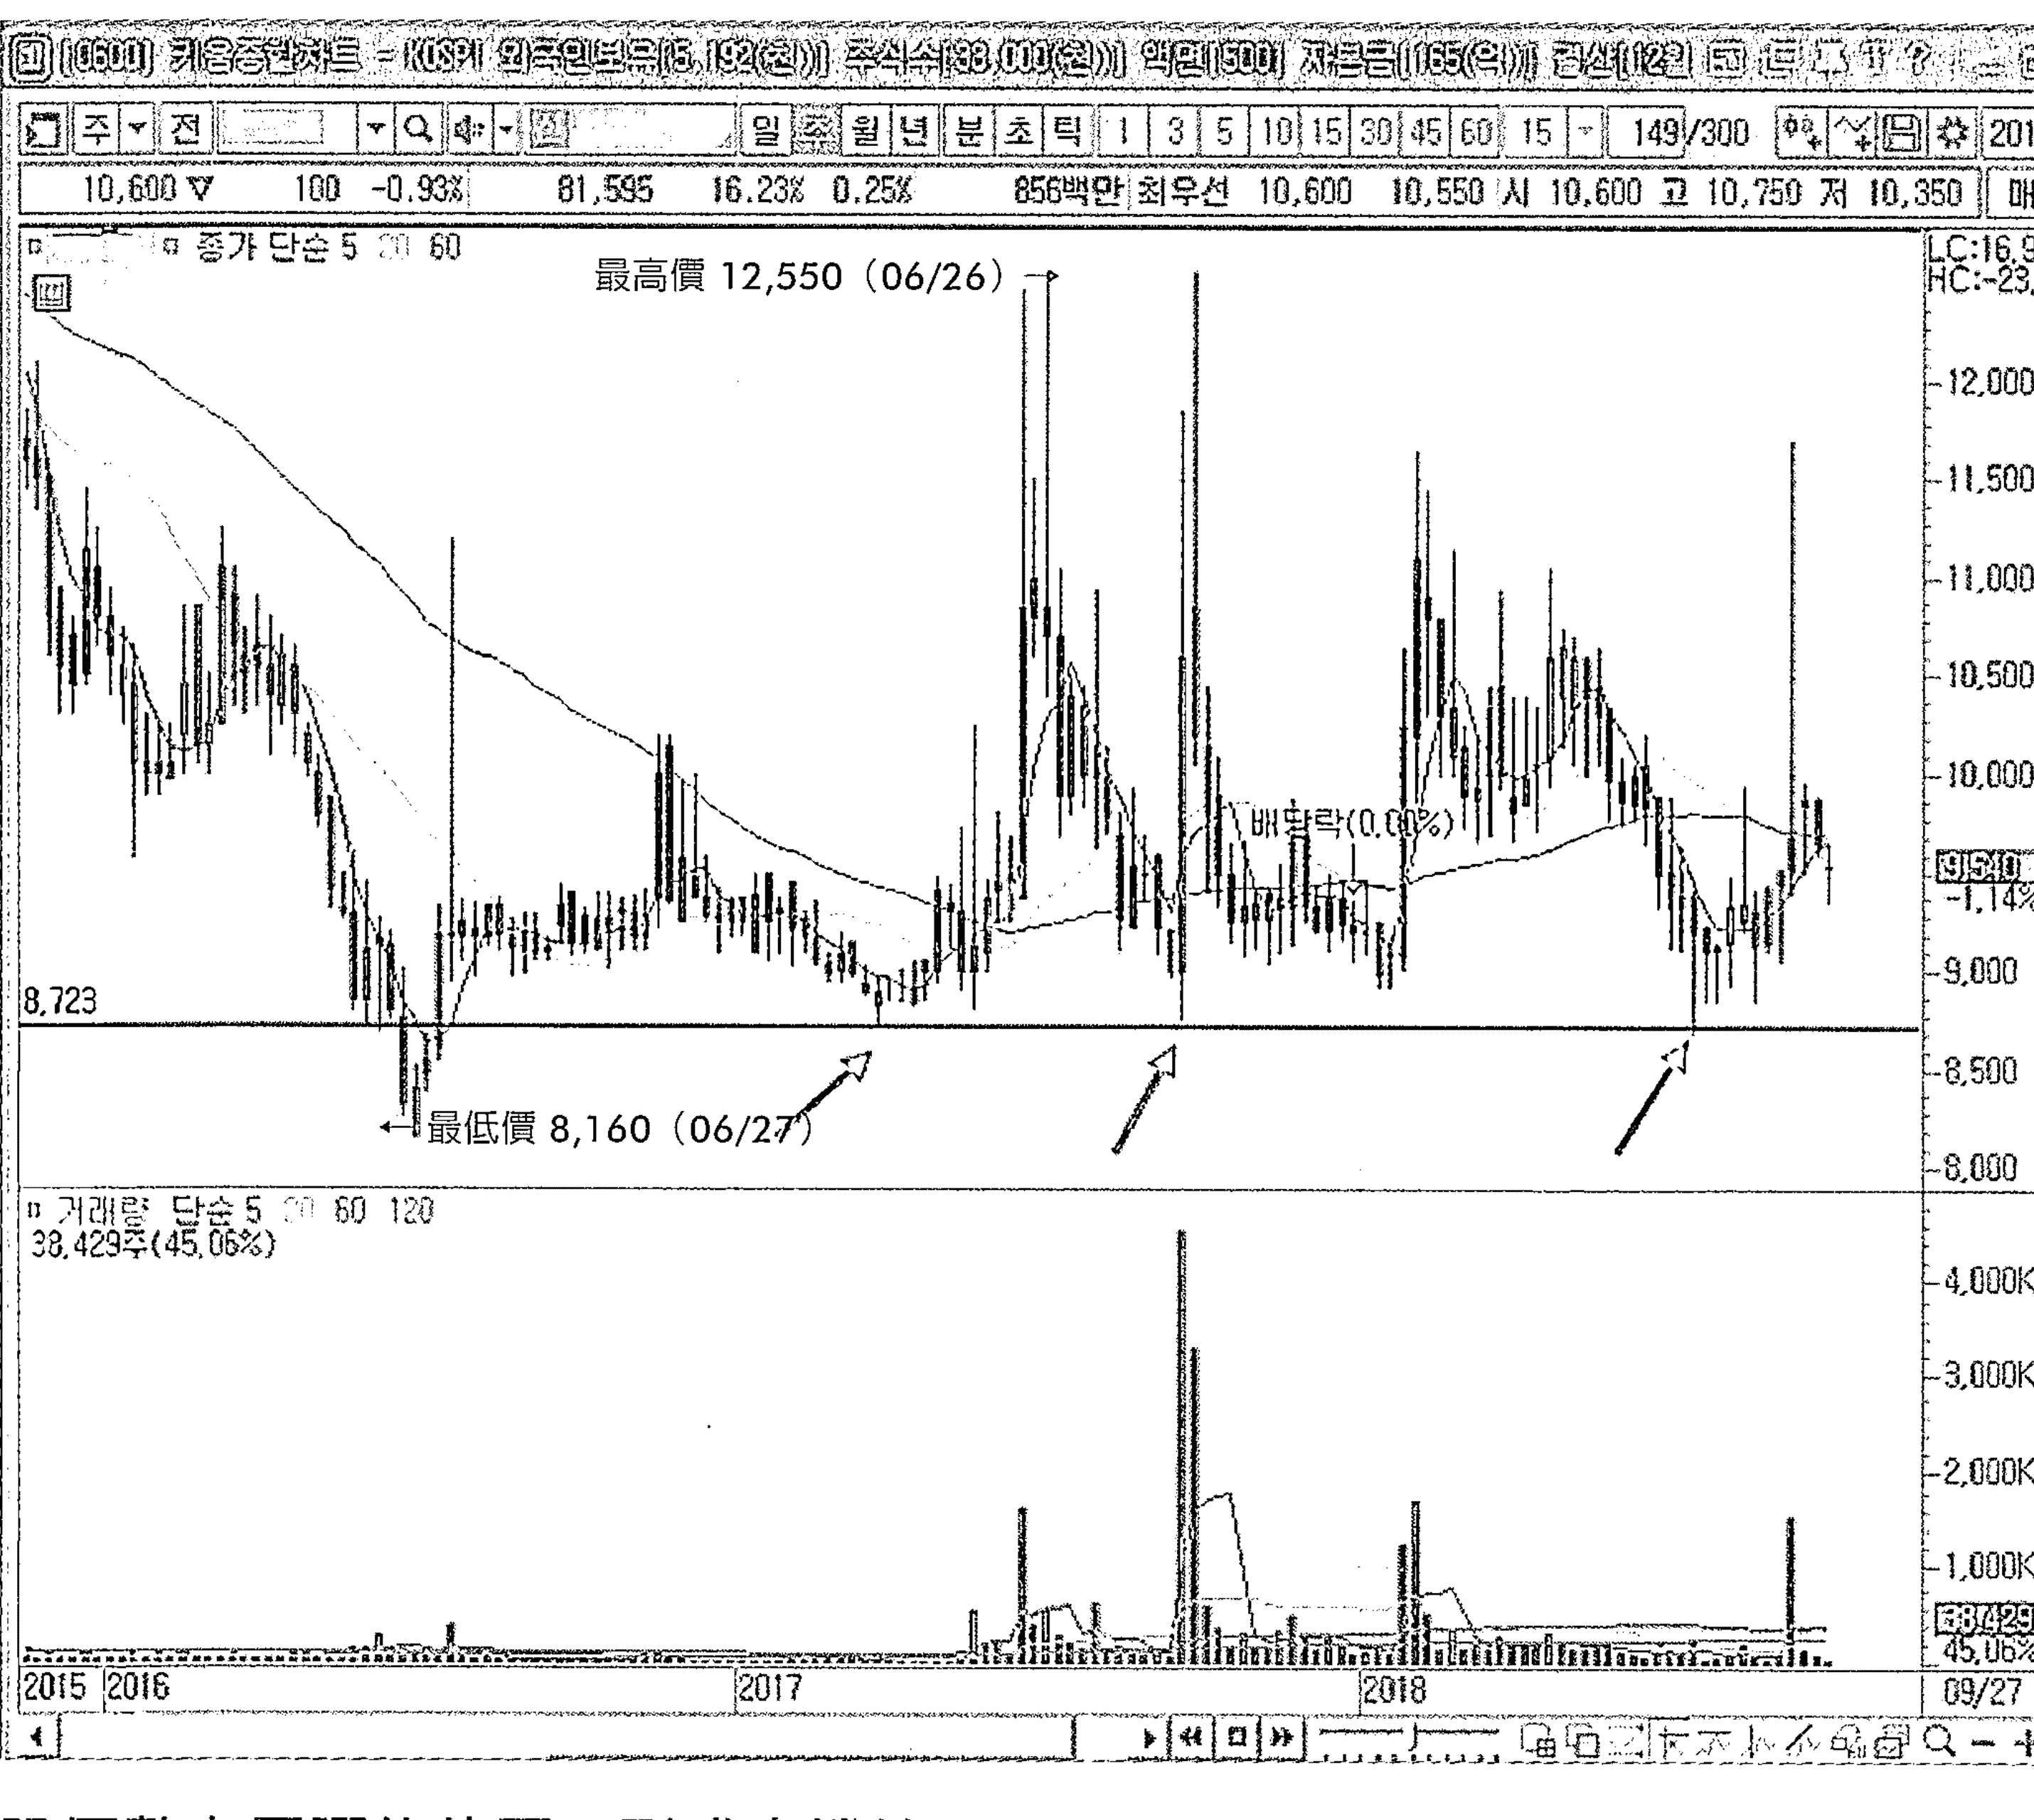 [0600] 키움종합차트 - KOSPI 외국인보유[5,192(천)] 주식수[33,000(천)] 액면[500] 자본금[165(억)] 결산[12월
주 전 일 주 월 년 분 초 틱 1 3 5 10 15 30 45 60 15 149/300 201
10,600 ▽ 100 -0.93% 81,595 16.23% 0.25% 856백만 최우선 10,600 10,550 시 10,600 고 10,750 저 10,350 매
종가 단순 5 20 60
LC:16.9
HC:-23.
最高價 12,550（06/26）
12,000
11,500
11,000
10,500
10,000
배당락(0.00%)
9,540
-1.14%
9,000
8,723
8,500
最低價 8,160（06/27）
8,000
거래량 단순 5 20 60 120
38,429주(45.06%)
4,000K
3,000K
2,000K
1,000K
38,429
45.06%
2015 2016 2017 2018 09/27